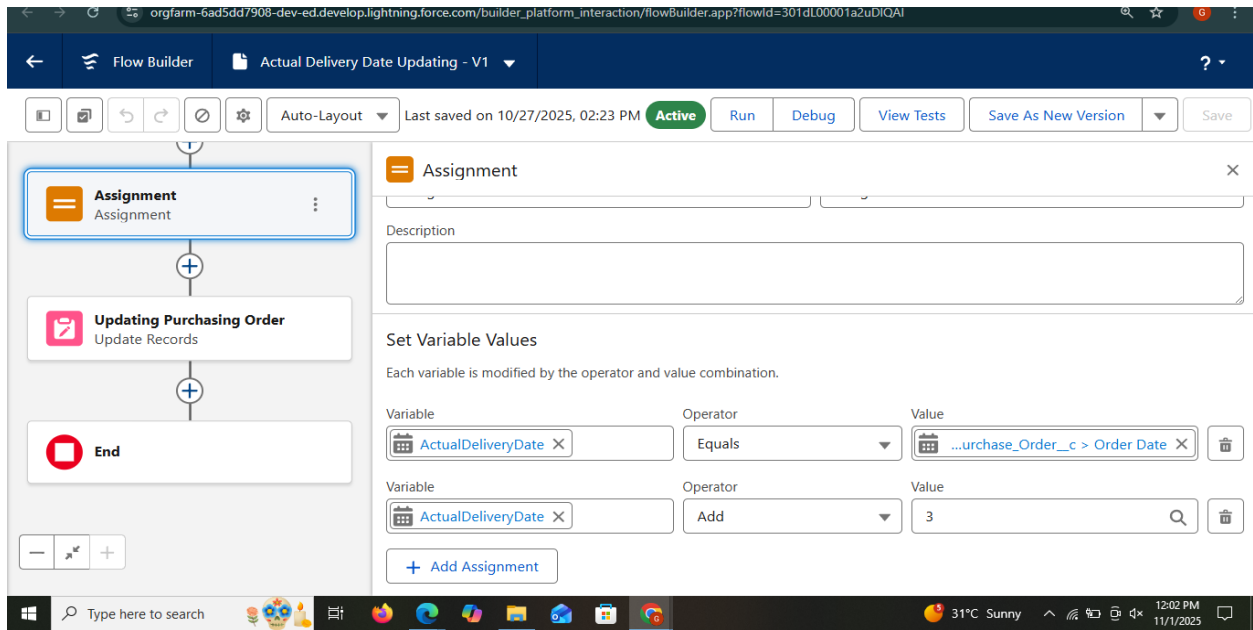 orgfarm-6ad5dd7908-dev-ed.develop.lightning.force.com/builder_platform_interaction/flowBuilder.app?flowId=301dL00001a2uDIQAI
G
Flow Builder
Actual Delivery Date Updating - V1
?
Auto-Layout
Last saved on 10/27/2025, 02:23 PM
Active
Run
Debug
View Tests
Save As New Version
Save
Assignment
Assignment
Updating Purchasing Order
Update Records
End
Assignment
Description
Set Variable Values
Each variable is modified by the operator and value combination.
Variable Operator Value
ActualDeliveryDate Equals ...urchase_Order__c > Order Date
Variable Operator Value
ActualDeliveryDate Add 3
+ Add Assignment
Type here to search
31°C Sunny
12:02 PM
11/1/2025